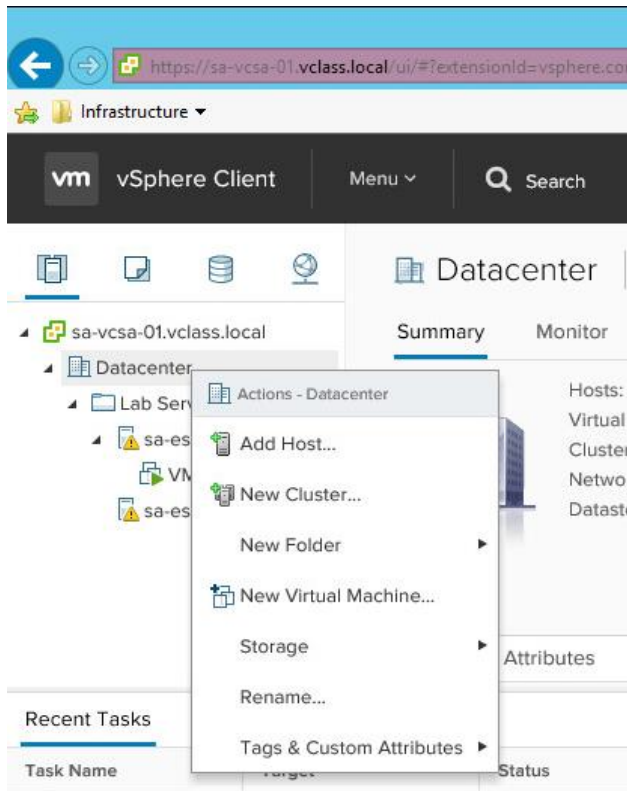 https://sa-vcsa-01.vclass.local/ui/#?extensionId=vsphere.co
Infrastructure
vm vSphere Client Menu Search
Datacenter
sa-vcsa-01.vclass.local
Summary Monitor
Datacenter
Actions - Datacenter
Hosts:
Lab Ser
Virtual
sa-es
Add Host...
Cluster
VM
New Cluster...
Netwo
sa-es
Datast
New Folder
New Virtual Machine...
Storage
Attributes
Rename...
Recent Tasks
Tags & Custom Attributes
Task Name Target Status